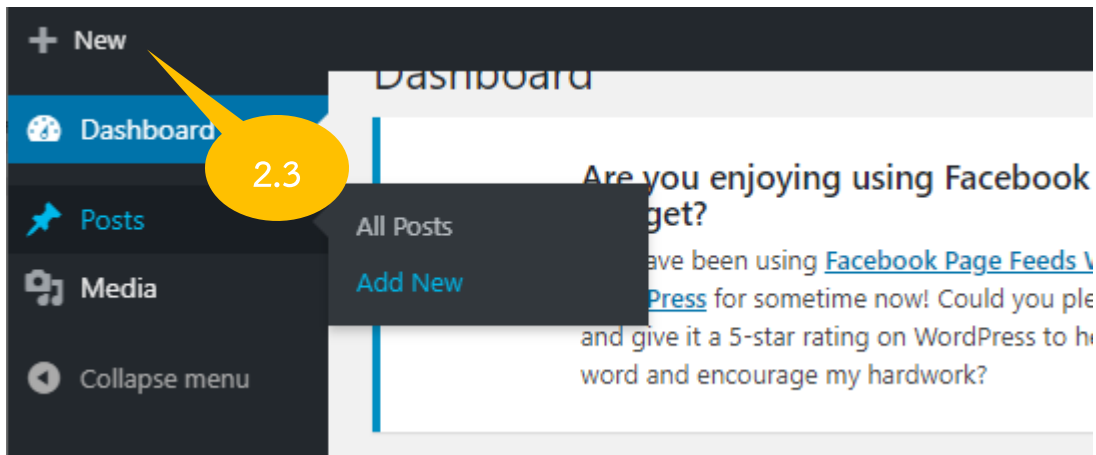 New
Dashboard
Dashboard
2.3
Are you enjoying using Facebook
get?
Posts
All Posts
ave been using Facebook Page Feeds W
Media
Add New
Press for sometime now! Could you ple
and give it a 5-star rating on WordPress to he
Collapse menu
word and encourage my hardwork?